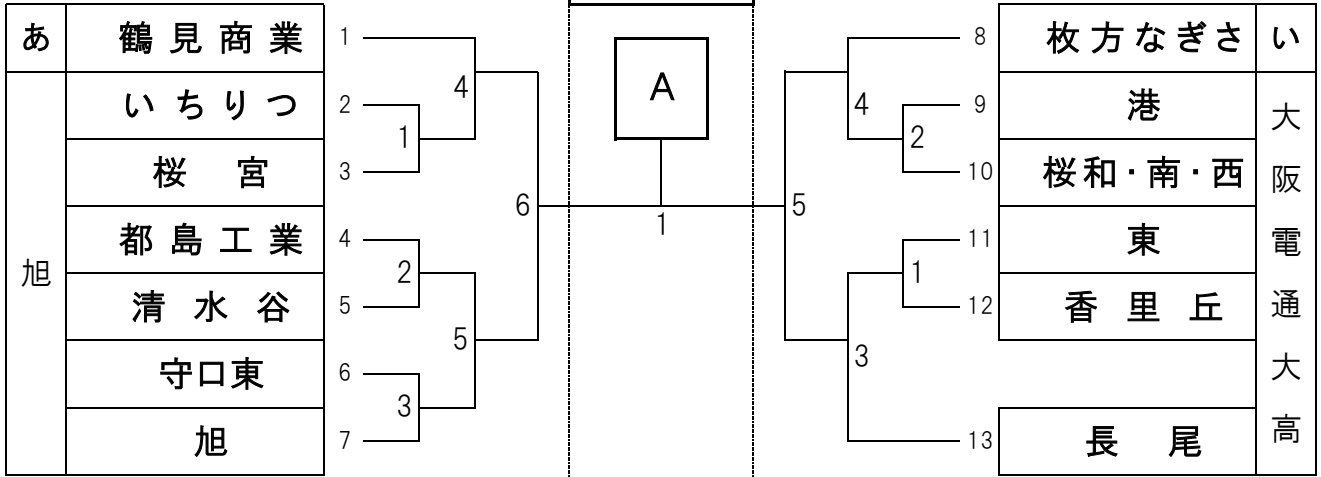 あ 鶴見商業 1
いちりつ 2
桜宮 3
都島工業 4
清水谷 5
守口東 6
旭 7
旭
4
1
6
2
5
3
A
1
8 枚方なぎさ い
9 港
10 桜和・南・西
11 東
12 香里丘
13 長尾
大阪電通大高
4
2
5
1
3